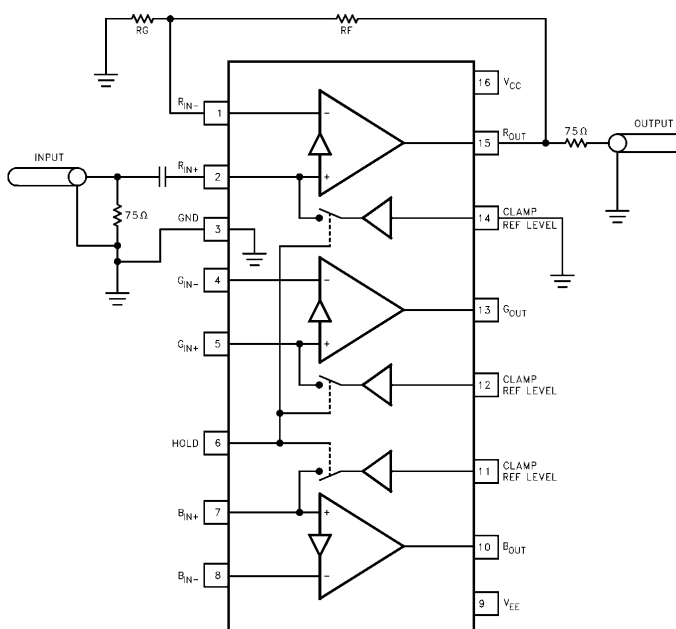 RG
RF
16 VCC
RIN- 1
15 ROUT
75Ω
OUTPUT
INPUT
RIN+ 2
75Ω
GND 3
14 CLAMP
REF LEVEL
GIN- 4
13 GOUT
GIN+ 5
12 CLAMP
REF LEVEL
HOLD 6
11 CLAMP
REF LEVEL
BIN+ 7
10 BOUT
BIN- 8
9 VEE
-
+
-
+
+
-